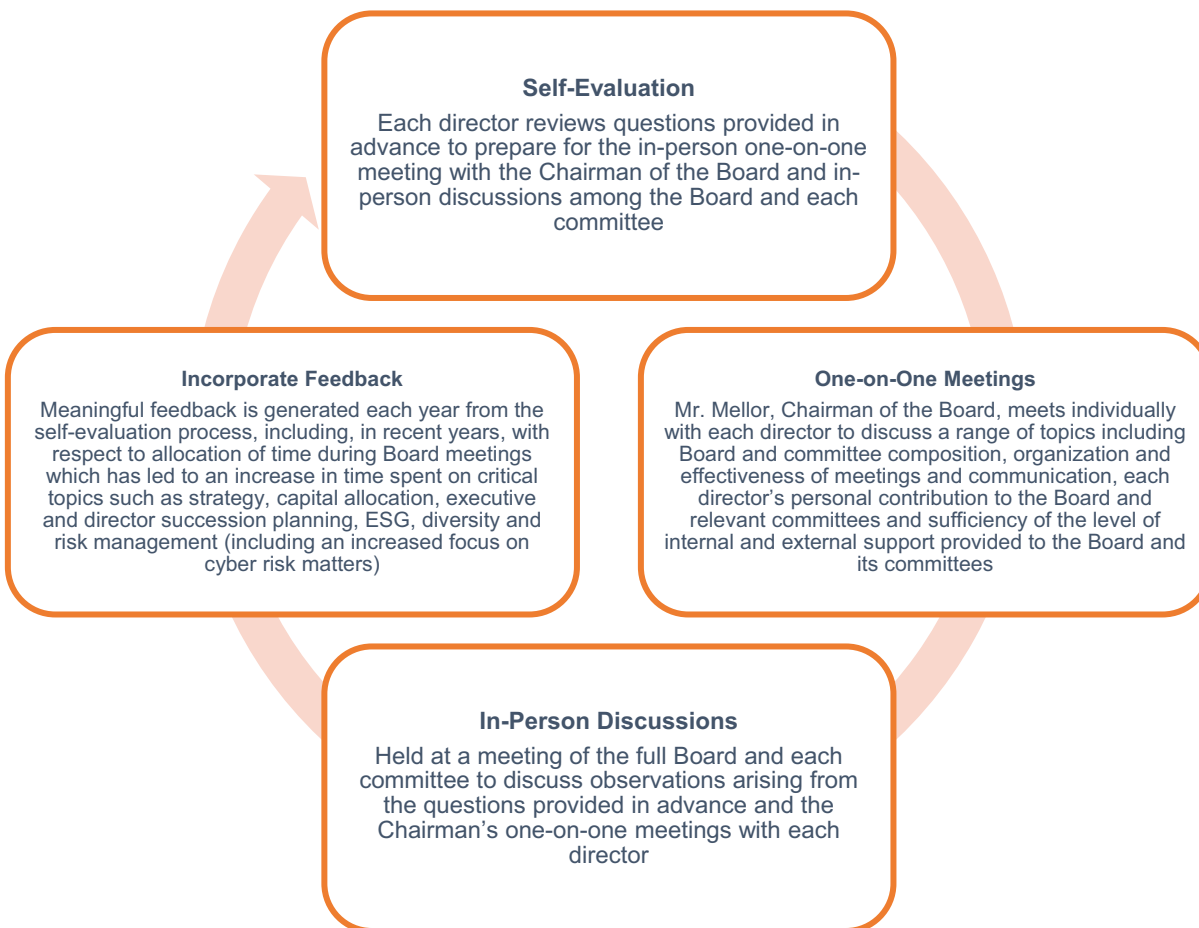 Self-Evaluation
Each director reviews questions provided in
advance to prepare for the in-person one-on-one
meeting with the Chairman of the Board and in-
person discussions among the Board and each
committee
One-on-One Meetings
Mr. Mellor, Chairman of the Board, meets individually
with each director to discuss a range of topics including
Board and committee composition, organization and
effectiveness of meetings and communication, each
director’s personal contribution to the Board and
relevant committees and sufficiency of the level of
internal and external support provided to the Board and
its committees
In-Person Discussions
Held at a meeting of the full Board and each
committee to discuss observations arising from
the questions provided in advance and the
Chairman’s one-on-one meetings with each
director
Incorporate Feedback
Meaningful feedback is generated each year from the
self-evaluation process, including, in recent years, with
respect to allocation of time during Board meetings
which has led to an increase in time spent on critical
topics such as strategy, capital allocation, executive
and director succession planning, ESG, diversity and
risk management (including an increased focus on
cyber risk matters)